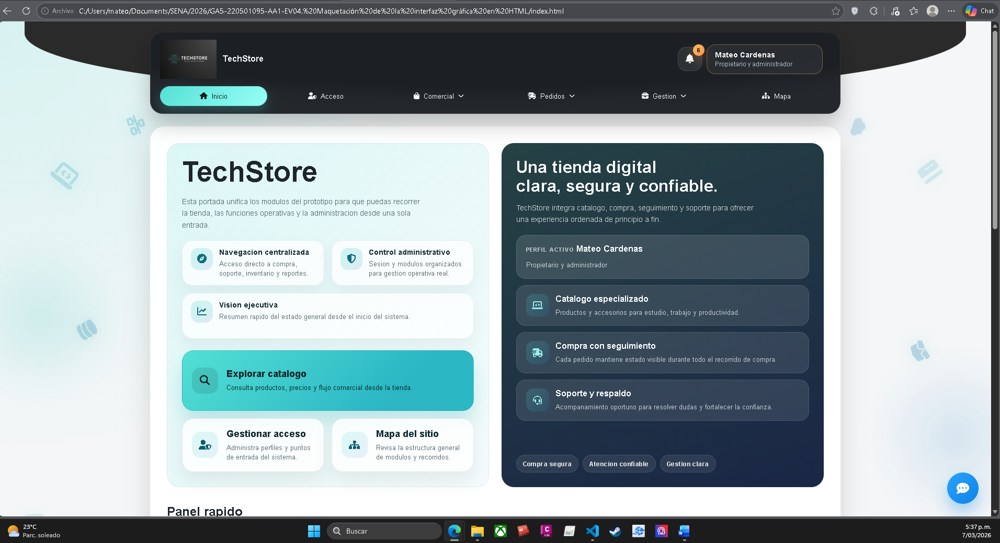 Archivo
C:/Users/mateo/Documents/SENA/2026/GA5-220501095-AA1-EV04.%20Maquetación%20de%20la%20interfaz%20gráfica%20en%20HTML/index.html
Chat
TECHSTORE
TechStore
6
Mateo Cardenas
Propietario y administrador
Inicio
Acceso
Comercial
Pedidos
Gestion
Mapa
TechStore
Esta portada unifica los modulos del prototipo para que puedas recorrer
la tienda, las funciones operativas y la administracion desde una sola
entrada.
Navegacion centralizada
Acceso directo a compra,
soporte, inventario y reportes.
Control administrativo
Sesion y modulos organizados
para gestion operativa real.
Vision ejecutiva
Resumen rapido del estado general desde el inicio del sistema.
Explorar catalogo
Consulta productos, precios y flujo comercial desde la tienda.
Gestionar acceso
Administra perfiles y puntos
de entrada del sistema.
Mapa del sitio
Revisa la estructura general
de modulos y recorridos.
Una tienda digital
clara, segura y confiable.
TechStore integra catalogo, compra, seguimiento y soporte para ofrecer
una experiencia ordenada de principio a fin.
PERFIL ACTIVO Mateo Cardenas
Propietario y administrador
Catalogo especializado
Productos y accesorios para estudio, trabajo y productividad.
Compra con seguimiento
Cada pedido mantiene estado visible durante todo el recorrido de compra.
Soporte y respaldo
Acompanamiento oportuno para resolver dudas y fortalecer la confianza.
Compra segura
Atencion confiable
Gestion clara
Panel rapido
23°C
Parc. soleado
Buscar
5:37 p. m.
7/03/2026